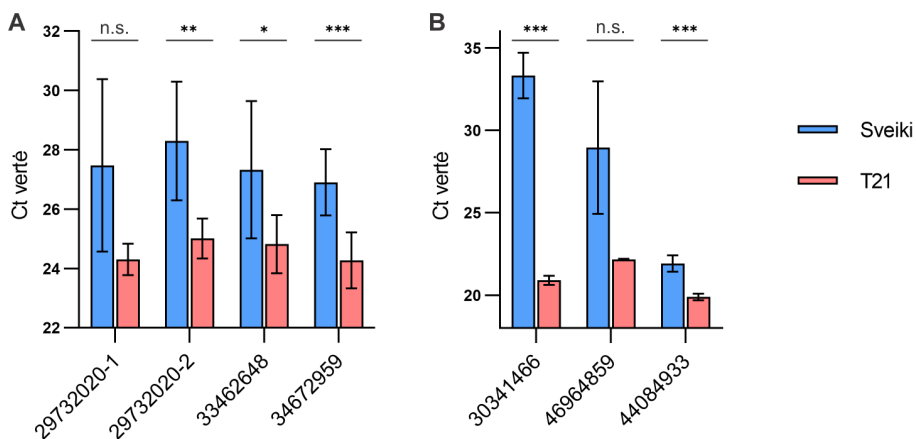 A
n.s.
**
*
***
32
30
28
26
24
22
Ct vertė
29732020-1
29732020-2
33462648
34672959
B
***
n.s.
***
35
30
25
20
Ct vertė
30341466
46964859
44084933
Sveiki
T21